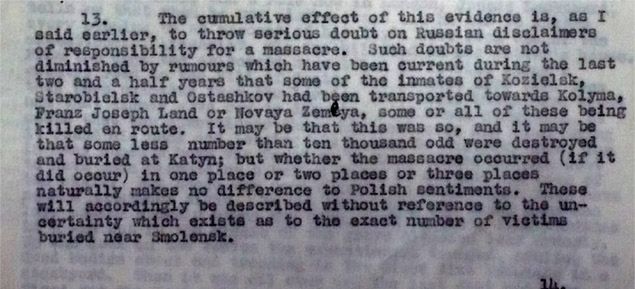 13. The cumulative effect of this evidence is, as I
said earlier, to throw serious doubt on Russian disclaimers
of responsibility for a massacre. Such doubts are not
diminished by rumours which have been current during the last
two and a half years that some of the inmates of Kozielsk,
Starobielsk and Ostashkov had been transported towards Kolyma,
Franz Joseph Land or Novaya Zemlya, some or all of these being
killed en route. It may be that this was so, and it may be
that some less number than ten thousand odd were destroyed
and buried at Katyn; but whether the massacre occurred (if it
did occur) in one place or two places or three places
naturally makes no difference to Polish sentiments. These
will accordingly be described without reference to the un-
certainty which exists as to the exact number of victims
buried near Smolensk.
14.